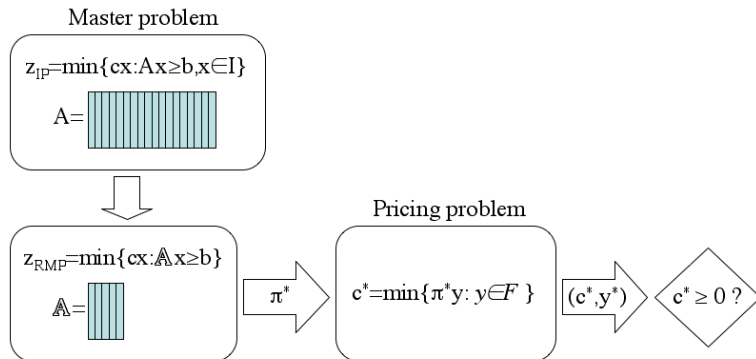 Master problem
z_IP=min{cx:Ax≥b,x∈I}
A=
z_RMP=min{cx:𝔸x≥b}
𝔸=
π*
Pricing problem
c*=min{π*y: y∈F }
(c*,y*)
c* ≥ 0 ?